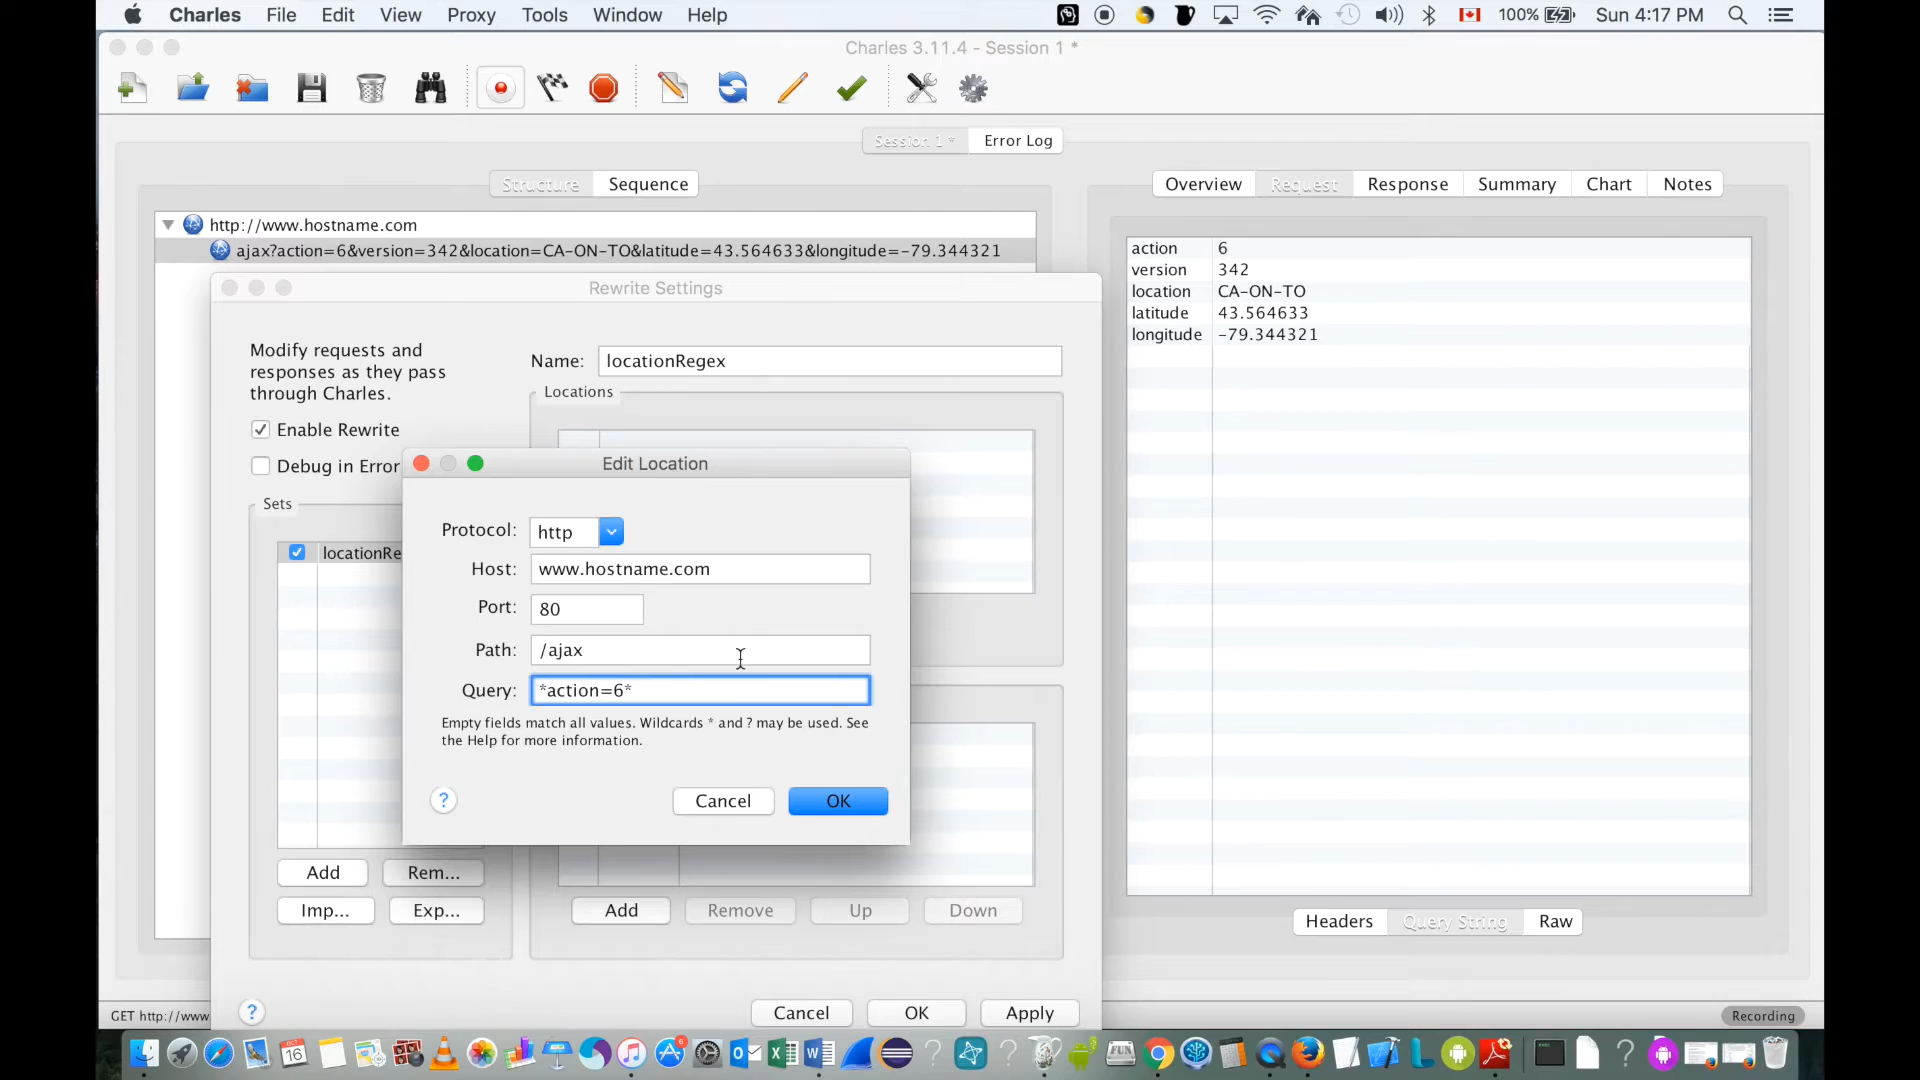 Charles File Edit View Proxy Tools Window Help 100% Sun 4:17 PM
Charles 3.11.4 - Session 1 *
Session 1 * Error Log
Structure Sequence
Overview Request Response Summary Chart Notes
http://www.hostname.com
ajax?action=6&version=342&location=CA-ON-TO&latitude=43.564633&longitude=-79.344321
action 6
version 342
location CA-ON-TO
latitude 43.564633
longitude -79.344321
Rewrite Settings
Modify requests and
responses as they pass
through Charles.
Enable Rewrite
Debug in Error
Sets
locationRe
Name: locationRegex
Locations
Edit Location
Protocol: http
Host: www.hostname.com
Port: 80
Path: /ajax
Query: *action=6*
Empty fields match all values. Wildcards * and ? may be used. See
the Help for more information.
? Cancel OK
Add Rem...
Imp... Exp...
Add Remove Up Down
Headers Query String Raw
? Cancel OK Apply
GET http://www
Recording
OCT
16
6
FUN